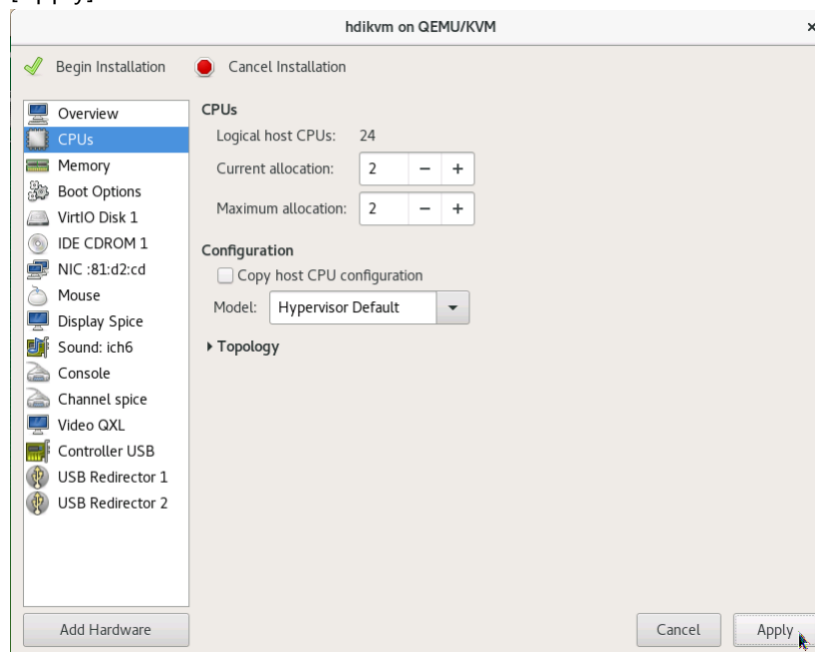 hdikvm on QEMU/KVM
Begin Installation
Cancel Installation
Overview
CPUs
Memory
Boot Options
VirtIO Disk 1
IDE CDROM 1
NIC :81:d2:cd
Mouse
Display Spice
Sound: ich6
Console
Channel spice
Video QXL
Controller USB
USB Redirector 1
USB Redirector 2
Add Hardware
CPUs
Logical host CPUs: 24
Current allocation: 2 − +
Maximum allocation: 2 − +
Configuration
Copy host CPU configuration
Model: Hypervisor Default
Topology
Cancel
Apply